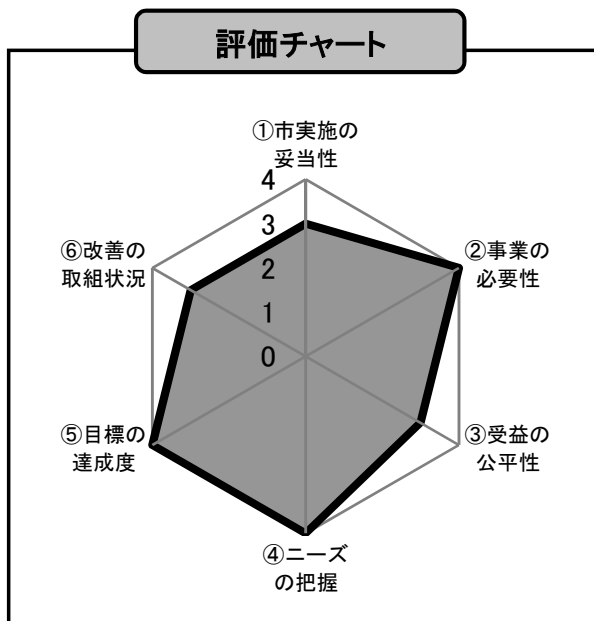 評価チャート
①市実施の
妥当性
4
3
2
1
0
②事業の
必要性
③受益の
公平性
④ニーズ
の把握
⑤目標の
達成度
⑥改善の
取組状況